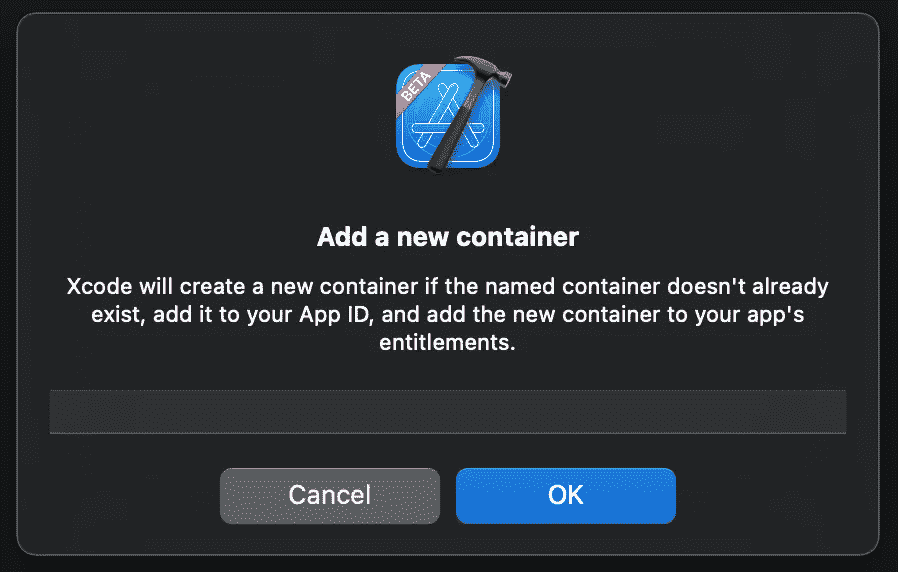 BETA
Add a new container
Xcode will create a new container if the named container doesn't already
exist, add it to your App ID, and add the new container to your app's
entitlements.
Cancel
OK